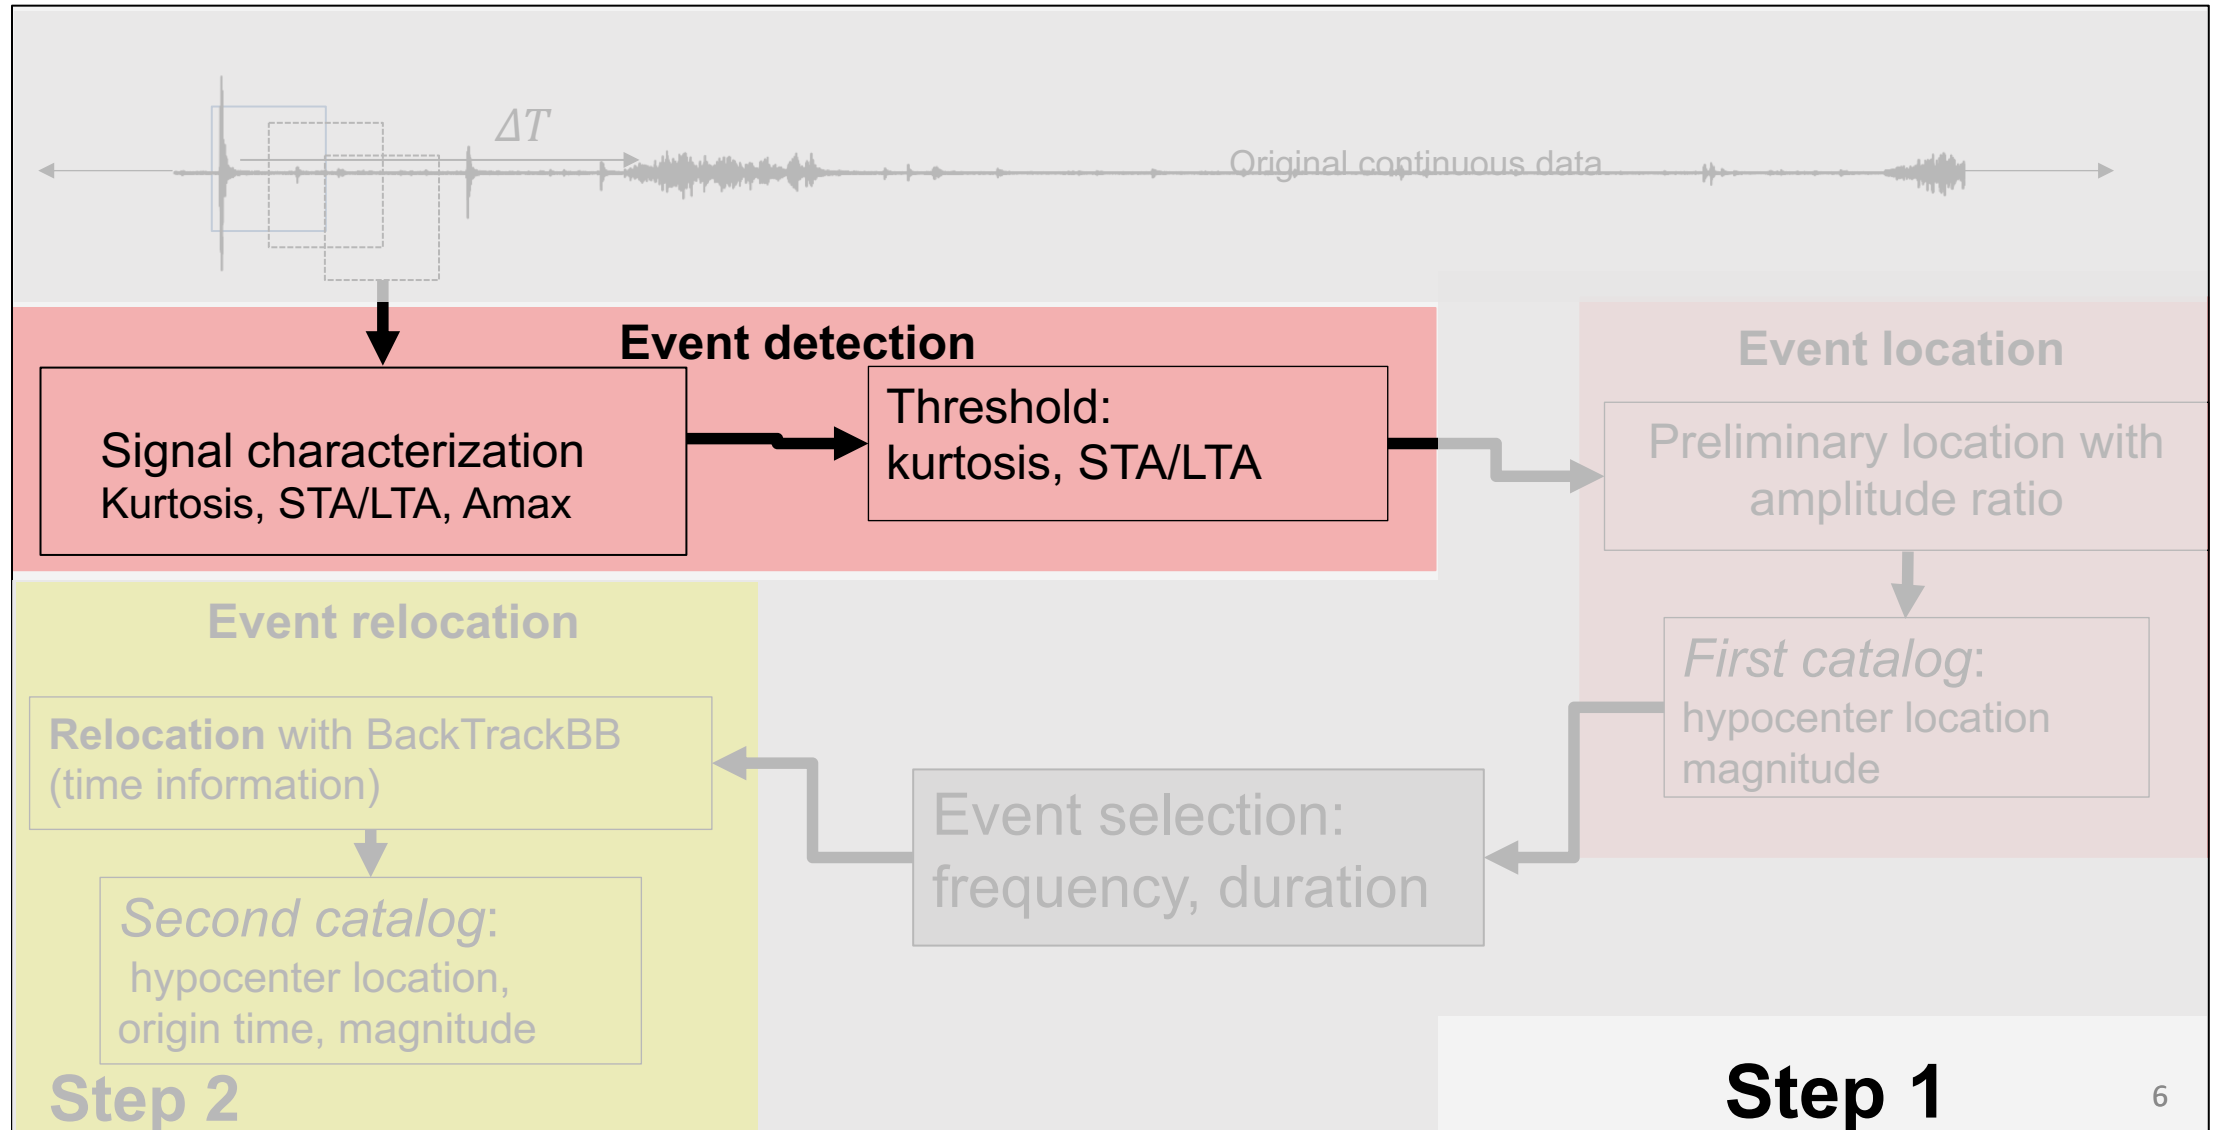 ΔT
Original continuous data
Event detection
Signal characterization
Kurtosis, STA/LTA, Amax
Threshold:
kurtosis, STA/LTA
Event location
Preliminary location with
amplitude ratio
First catalog:
hypocenter location
magnitude
Event selection:
frequency, duration
Event relocation
Relocation with BackTrackBB
(time information)
Second catalog:
hypocenter location,
origin time, magnitude
Step 2
Step 1
6